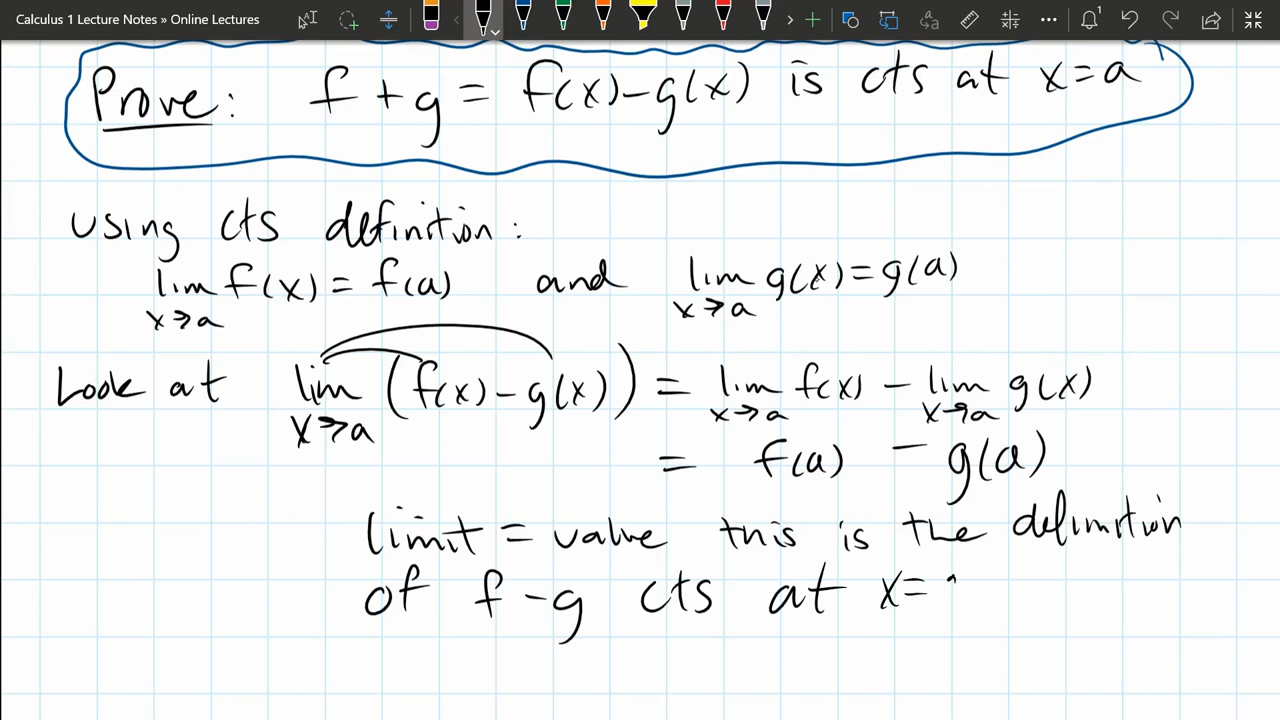 Calculus 1 Lecture Notes » Online Lectures
Prove: f + g = f(x) - g(x) is cts at x = a
Using cts definition:
lim x→a f(x) = f(a) and lim x→a g(x) = g(a)
Look at lim x→a (f(x) - g(x)) = lim x→a f(x) - lim x→a g(x)
= f(a) - g(a)
limit = value this is the definition
of f - g cts at x =